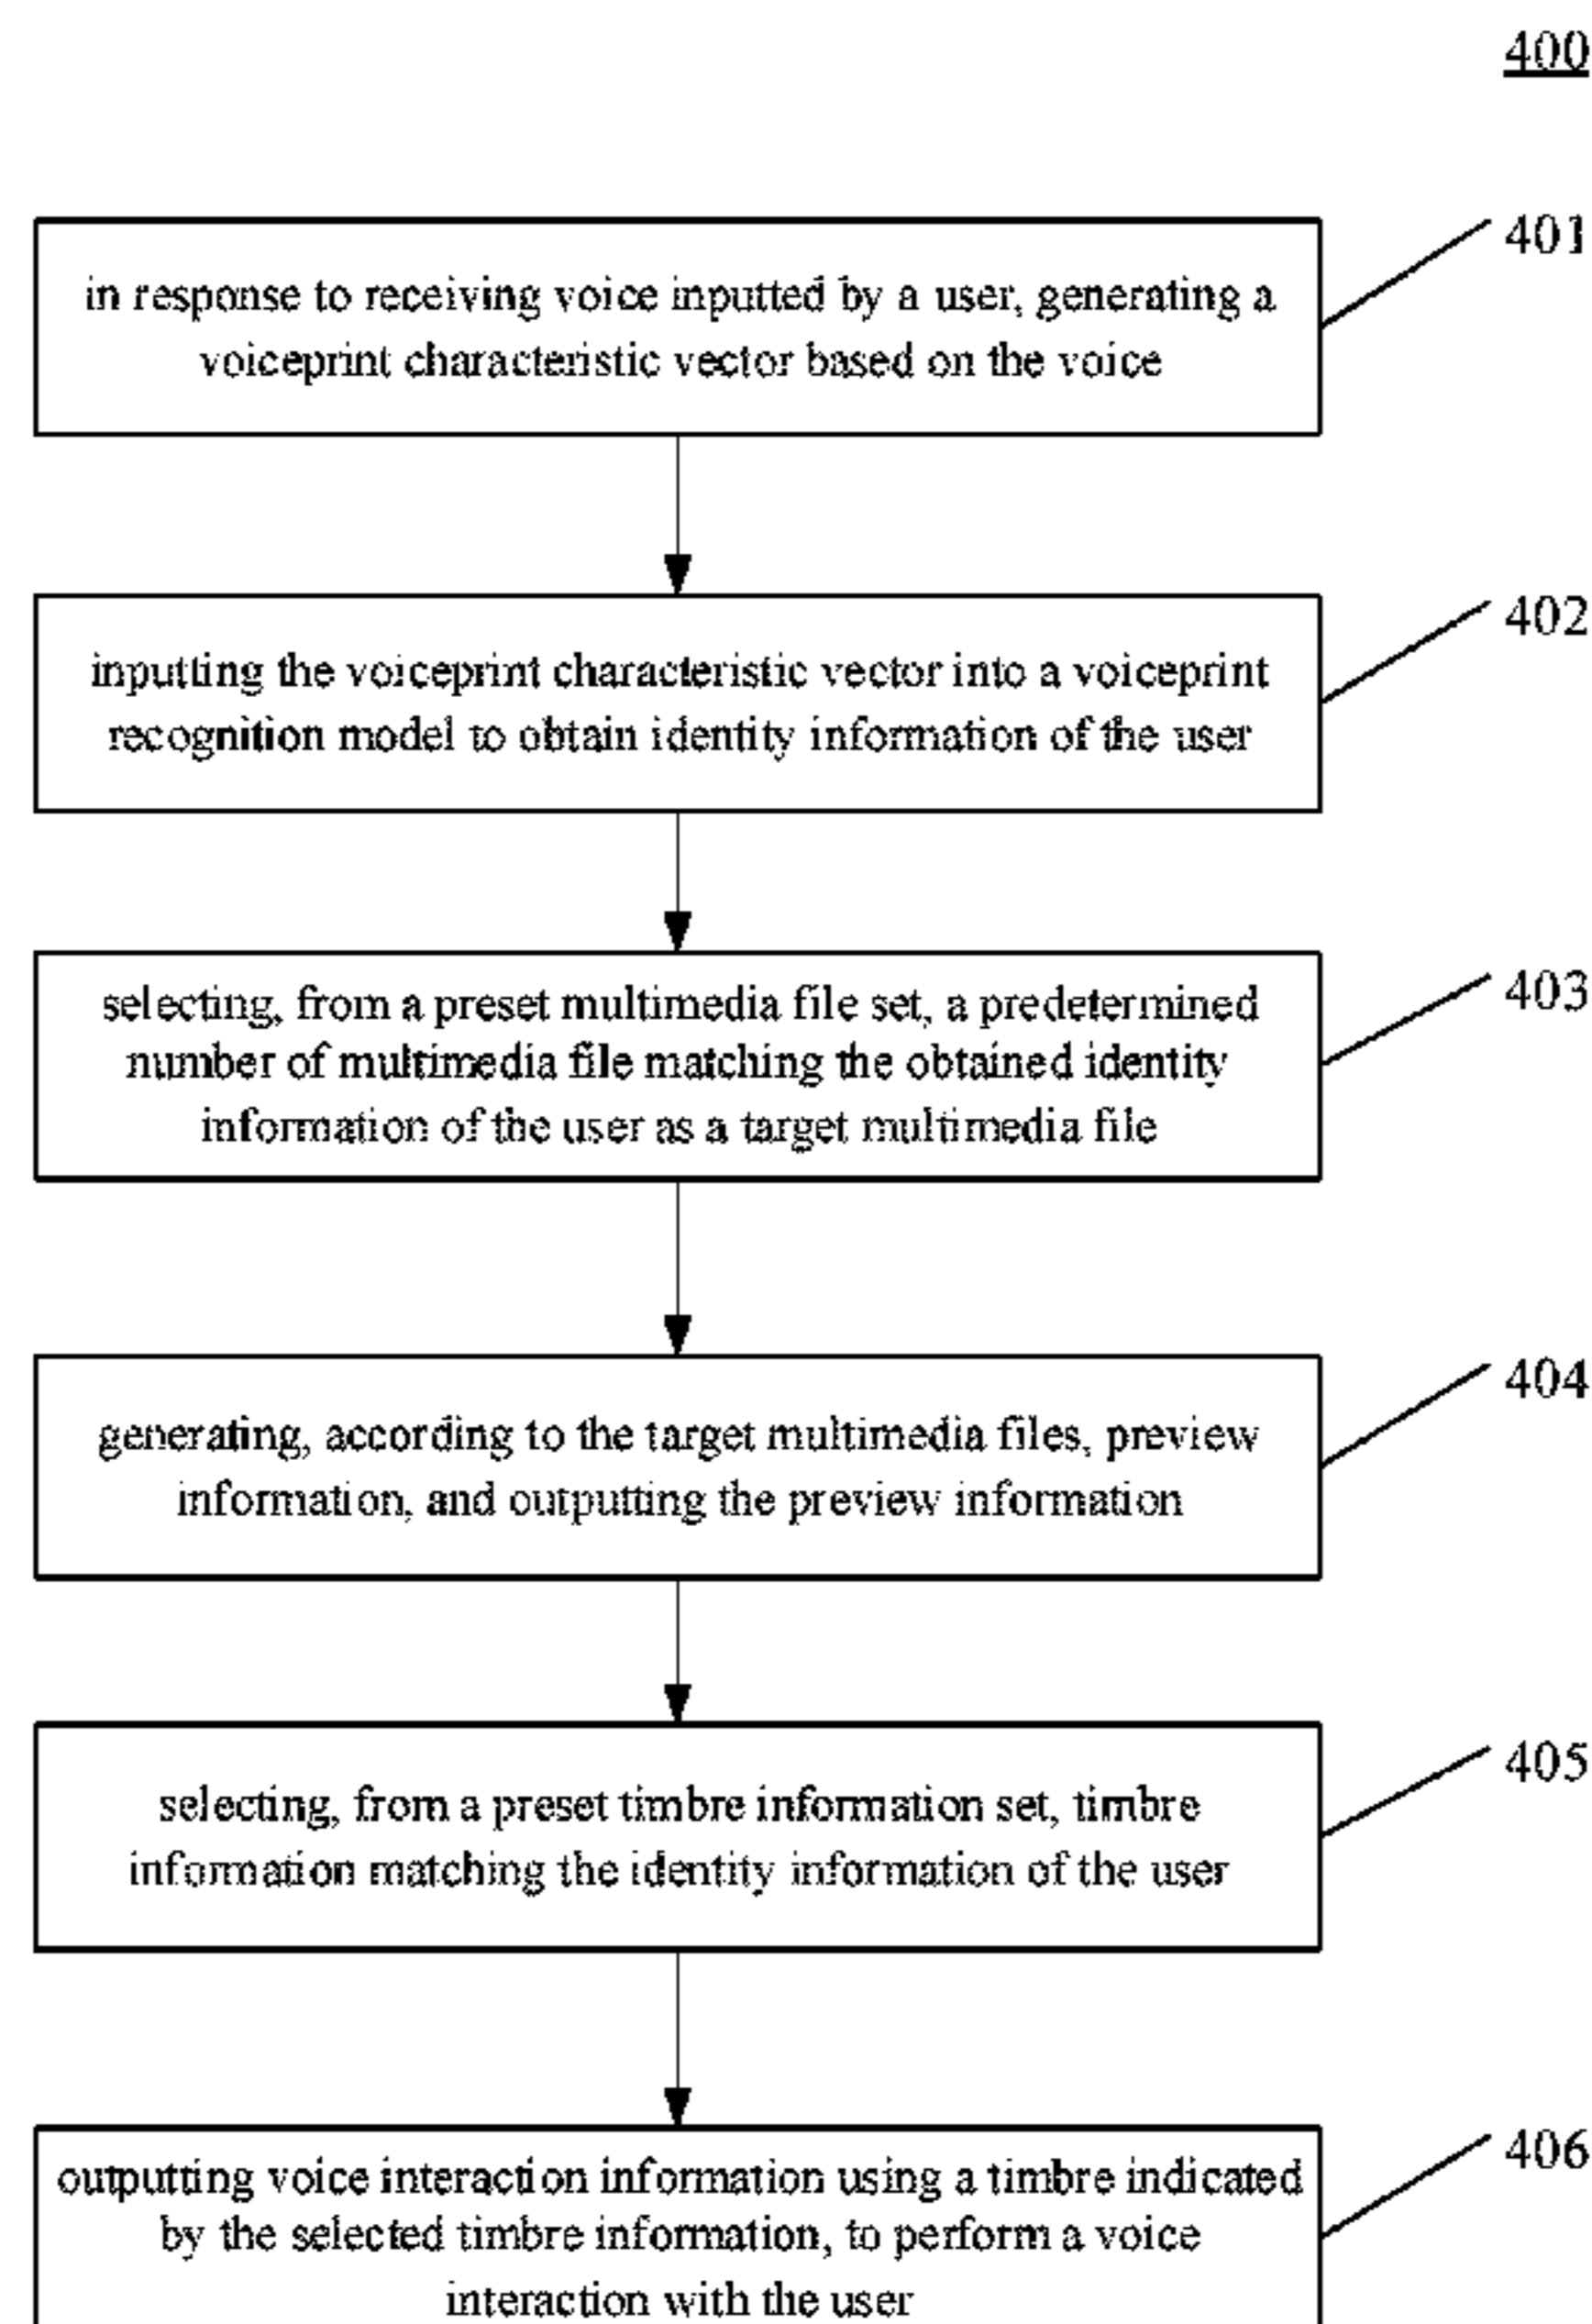 400
in response to receiving voice inputted by a user, generating a
voiceprint characteristic vector based on the voice
401
inputting the voiceprint characteristic vector into a voiceprint
recognition model to obtain identity information of the user
402
selecting, from a preset multimedia file set, a predetermined
number of multimedia file matching the obtained identity
information of the user as a target multimedia file
403
generating, according to the target multimedia files, preview
information, and outputting the preview information
404
selecting, from a preset timbre information set, timbre
information matching the identity information of the user
405
outputting voice interaction information using a timbre indicated
by the selected timbre information, to perform a voice
interaction with the user
406